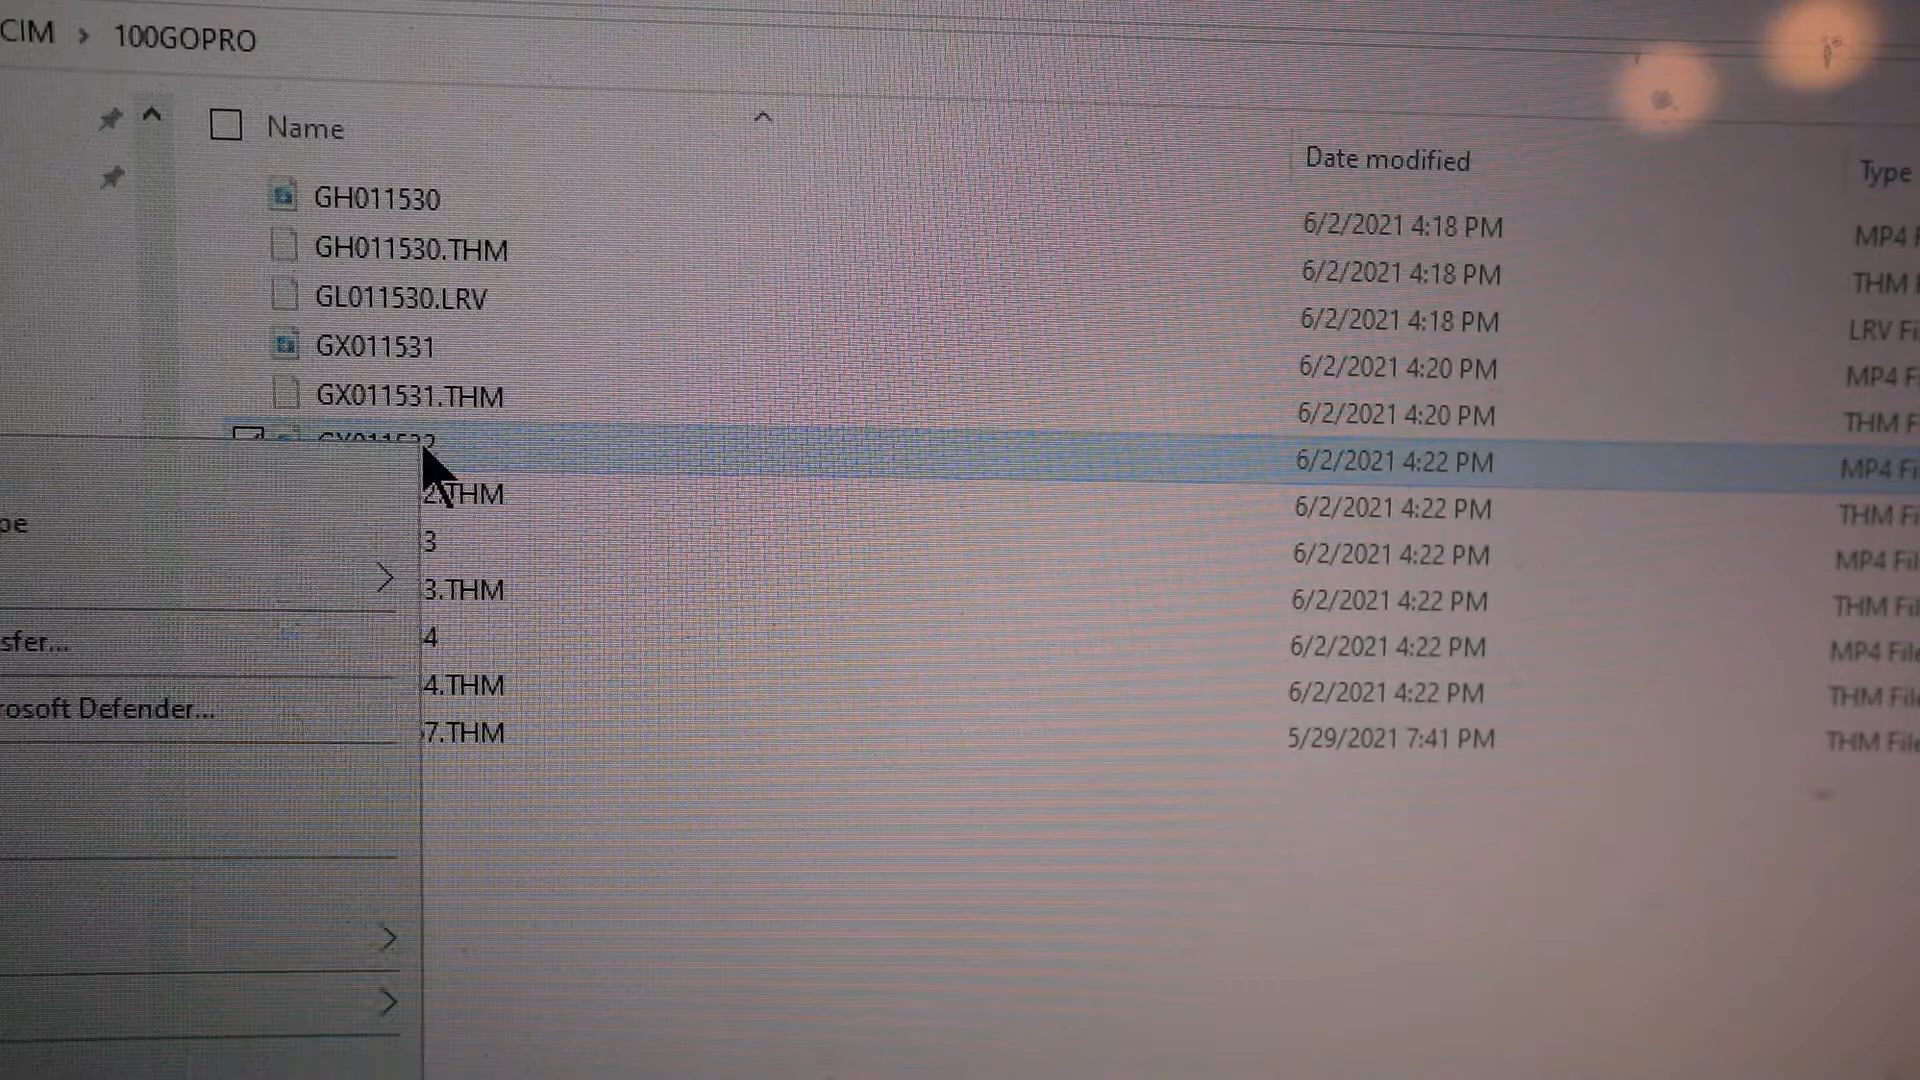 CIM > 100GOPRO
Name Date modified Type
GH011530 6/2/2021 4:18 PM MP4 F
GH011530.THM 6/2/2021 4:18 PM THM F
GL011530.LRV 6/2/2021 4:18 PM LRV Fi
GX011531 6/2/2021 4:20 PM MP4 Fi
GX011531.THM 6/2/2021 4:20 PM THM F
GX011532 6/2/2021 4:22 PM MP4 Fi
2.THM 6/2/2021 4:22 PM THM Fi
3 6/2/2021 4:22 PM MP4 Fil
3.THM 6/2/2021 4:22 PM THM Fil
4 6/2/2021 4:22 PM MP4 File
4.THM 6/2/2021 4:22 PM THM File
7.THM 5/29/2021 7:41 PM THM File
pe
sfer...
rosoft Defender...